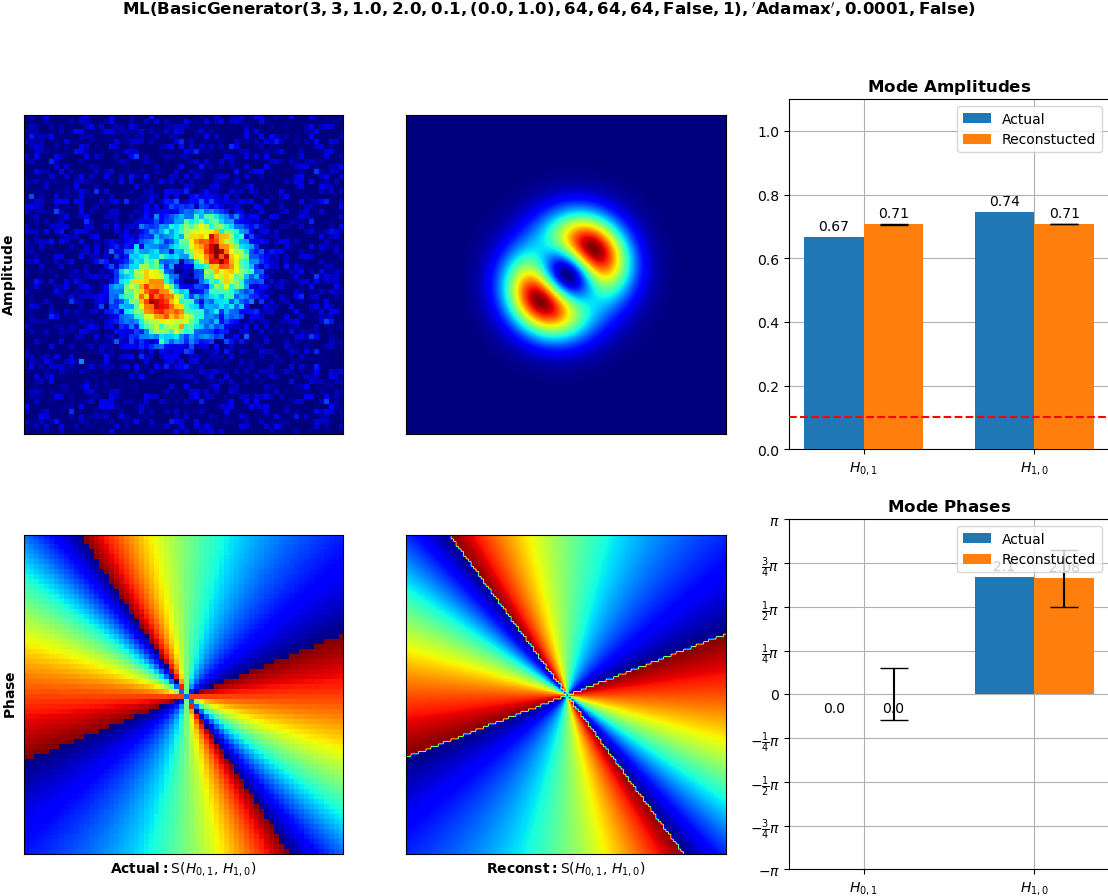 ML(BasicGenerator(3, 3, 1.0, 2.0, 0.1, (0.0, 1.0), 64, 64, 64, False, 1), ′Adamax′, 0.0001, False)
Mode Amplitudes
Actual
Reconstucted
1.0
0.8
0.6
0.4
0.2
0.0
0.67
0.71
0.74
0.71
H0, 1
H1, 0
Amplitude
Mode Phases
Actual
Reconstucted
π
3/4π
1/2π
1/4π
0
−1/4π
−1/2π
−3/4π
−π
2.1
2.08
0.0
0.0
H0, 1
H1, 0
Phase
Actual: S(H0, 1, H1, 0)
Reconst: S(H0, 1, H1, 0)